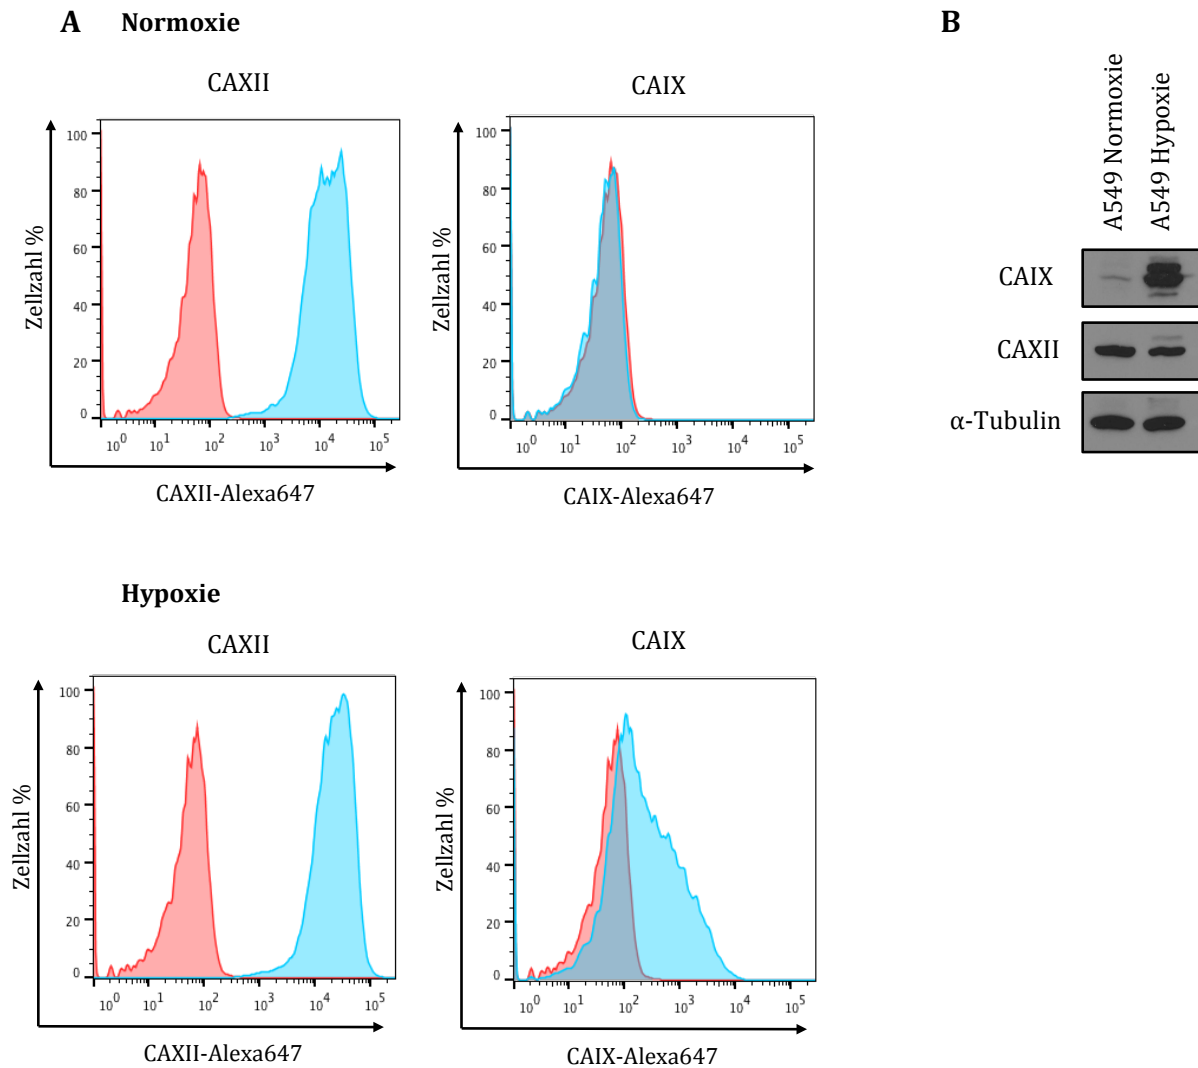 A Normoxie
CAXII
100
80
60
40
20
0
Zellzahl %
10^0 10^1 10^2 10^3 10^4 10^5
CAXII-Alexa647
CAIX
100
80
60
40
20
0
Zellzahl %
10^0 10^1 10^2 10^3 10^4 10^5
CAIX-Alexa647
Hypoxie
CAXII
100
80
60
40
20
0
Zellzahl %
10^0 10^1 10^2 10^3 10^4 10^5
CAXII-Alexa647
CAIX
100
80
60
40
20
0
Zellzahl %
10^0 10^1 10^2 10^3 10^4 10^5
CAIX-Alexa647
B
A549 Normoxie
A549 Hypoxie
CAIX
CAXII
α-Tubulin